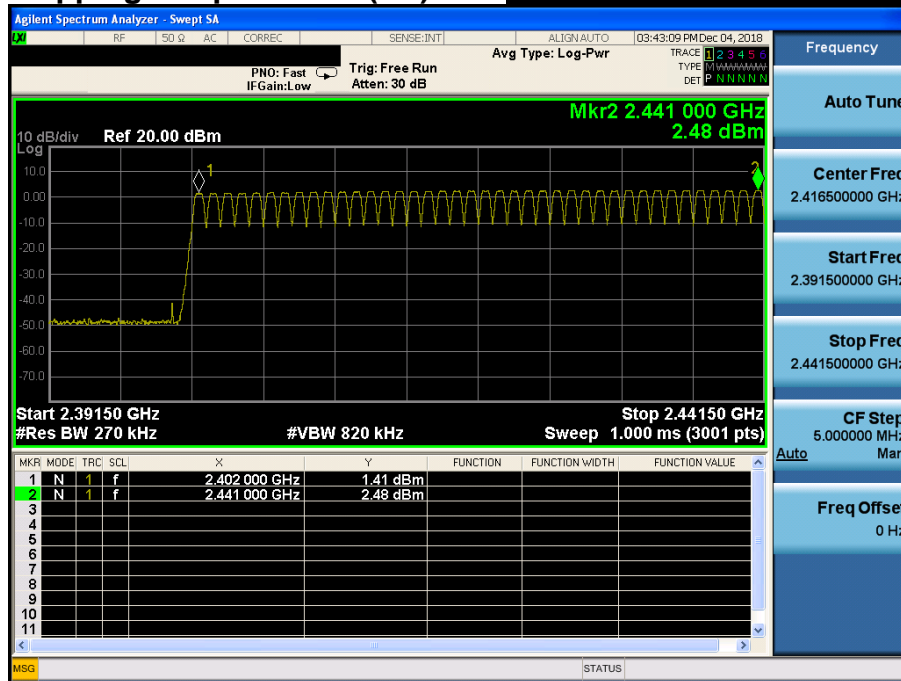 Agilent Spectrum Analyzer - Swept SA
LXI RF 50 Ω AC CORREC SENSE:INT ALIGN AUTO 03:43:09 PM Dec 04, 2018
Avg Type: Log-Pwr
TRACE 1 2 3 4 5 6
TYPE M W W W W W
DET P N N N N N
PNO: Fast Trig: Free Run
IFGain:Low Atten: 30 dB
Frequency
Mkr2 2.441 000 GHz
2.48 dBm
10 dB/div Ref 20.00 dBm
Log
1
2
10.0
0.00
-10.0
-20.0
-30.0
-40.0
-50.0
-60.0
-70.0
Start 2.39150 GHz Stop 2.44150 GHz
#Res BW 270 kHz #VBW 820 kHz Sweep 1.000 ms (3001 pts)
MKR MODE TRC SCL X Y FUNCTION FUNCTION WIDTH FUNCTION VALUE
1 N 1 f 2.402 000 GHz 1.41 dBm
2 N 1 f 2.441 000 GHz 2.48 dBm
3
4
5
6
7
8
9
10
11
MSG STATUS
Auto Tune
Center Freq
2.416500000 GHz
Start Freq
2.391500000 GHz
Stop Freq
2.441500000 GHz
CF Step
5.000000 MHz
Auto Man
Freq Offset
0 Hz